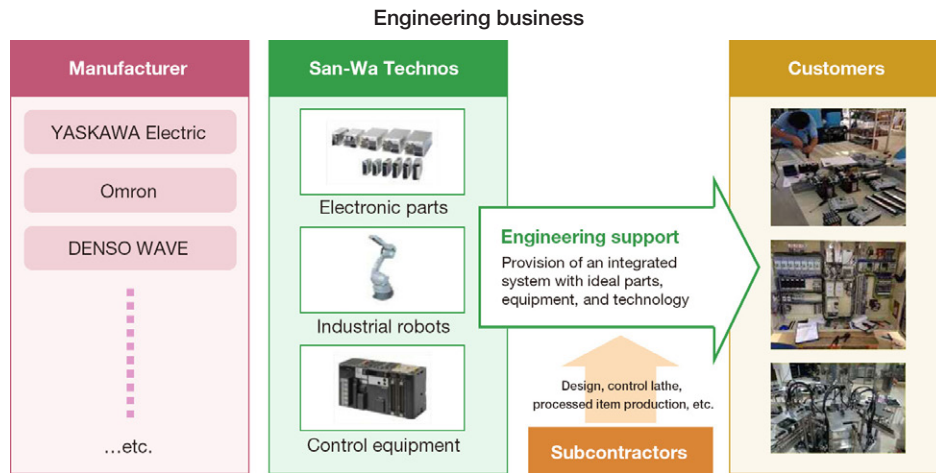 Engineering business
Manufacturer
YASKAWA Electric
Omron
DENSO WAVE
...etc.
San-Wa Technos
Electronic parts
Industrial robots
Control equipment
Engineering support
Provision of an integrated
system with ideal parts,
equipment, and technology
Design, control lathe,
processed item production, etc.
Subcontractors
Customers